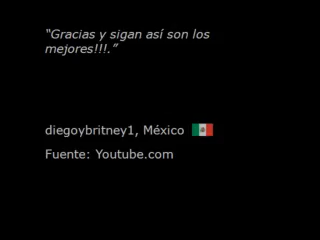 “Gracias y sigan así son los
mejores!!!.”
diegoybritney1, México
Fuente: Youtube.com